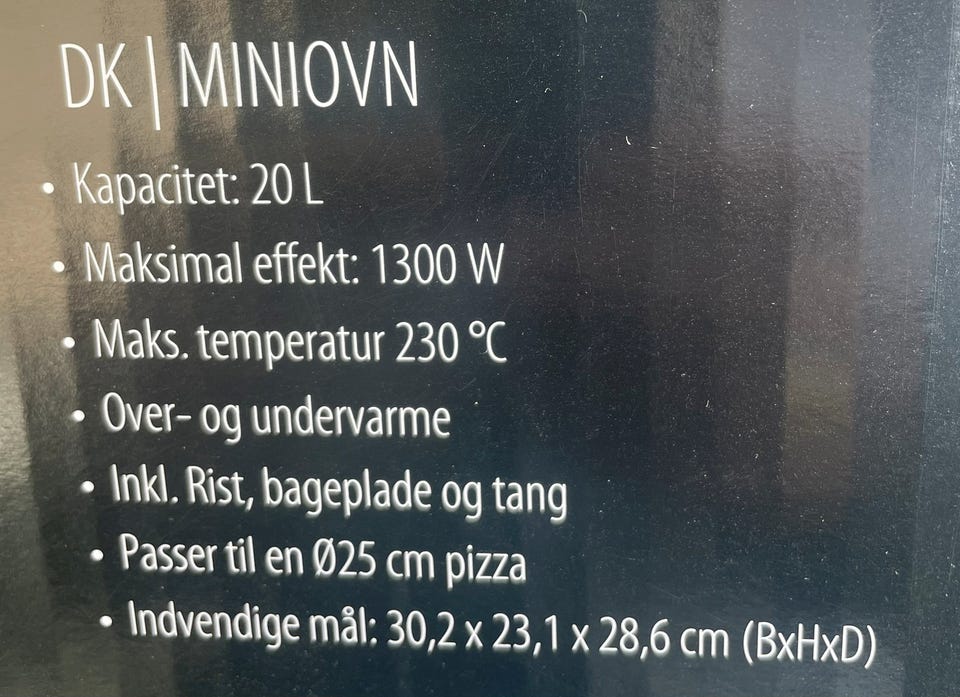 DK | MINIOVN
• Kapacitet: 20 L
• Maksimal effekt: 1300 W
• Maks. temperatur 230 °C
• Over- og undervarme
• Inkl. Rist, bageplade og tang
• Passer til en Ø25 cm pizza
• Indvendige mål: 30,2 x 23,1 x 28,6 cm (BxHxD)